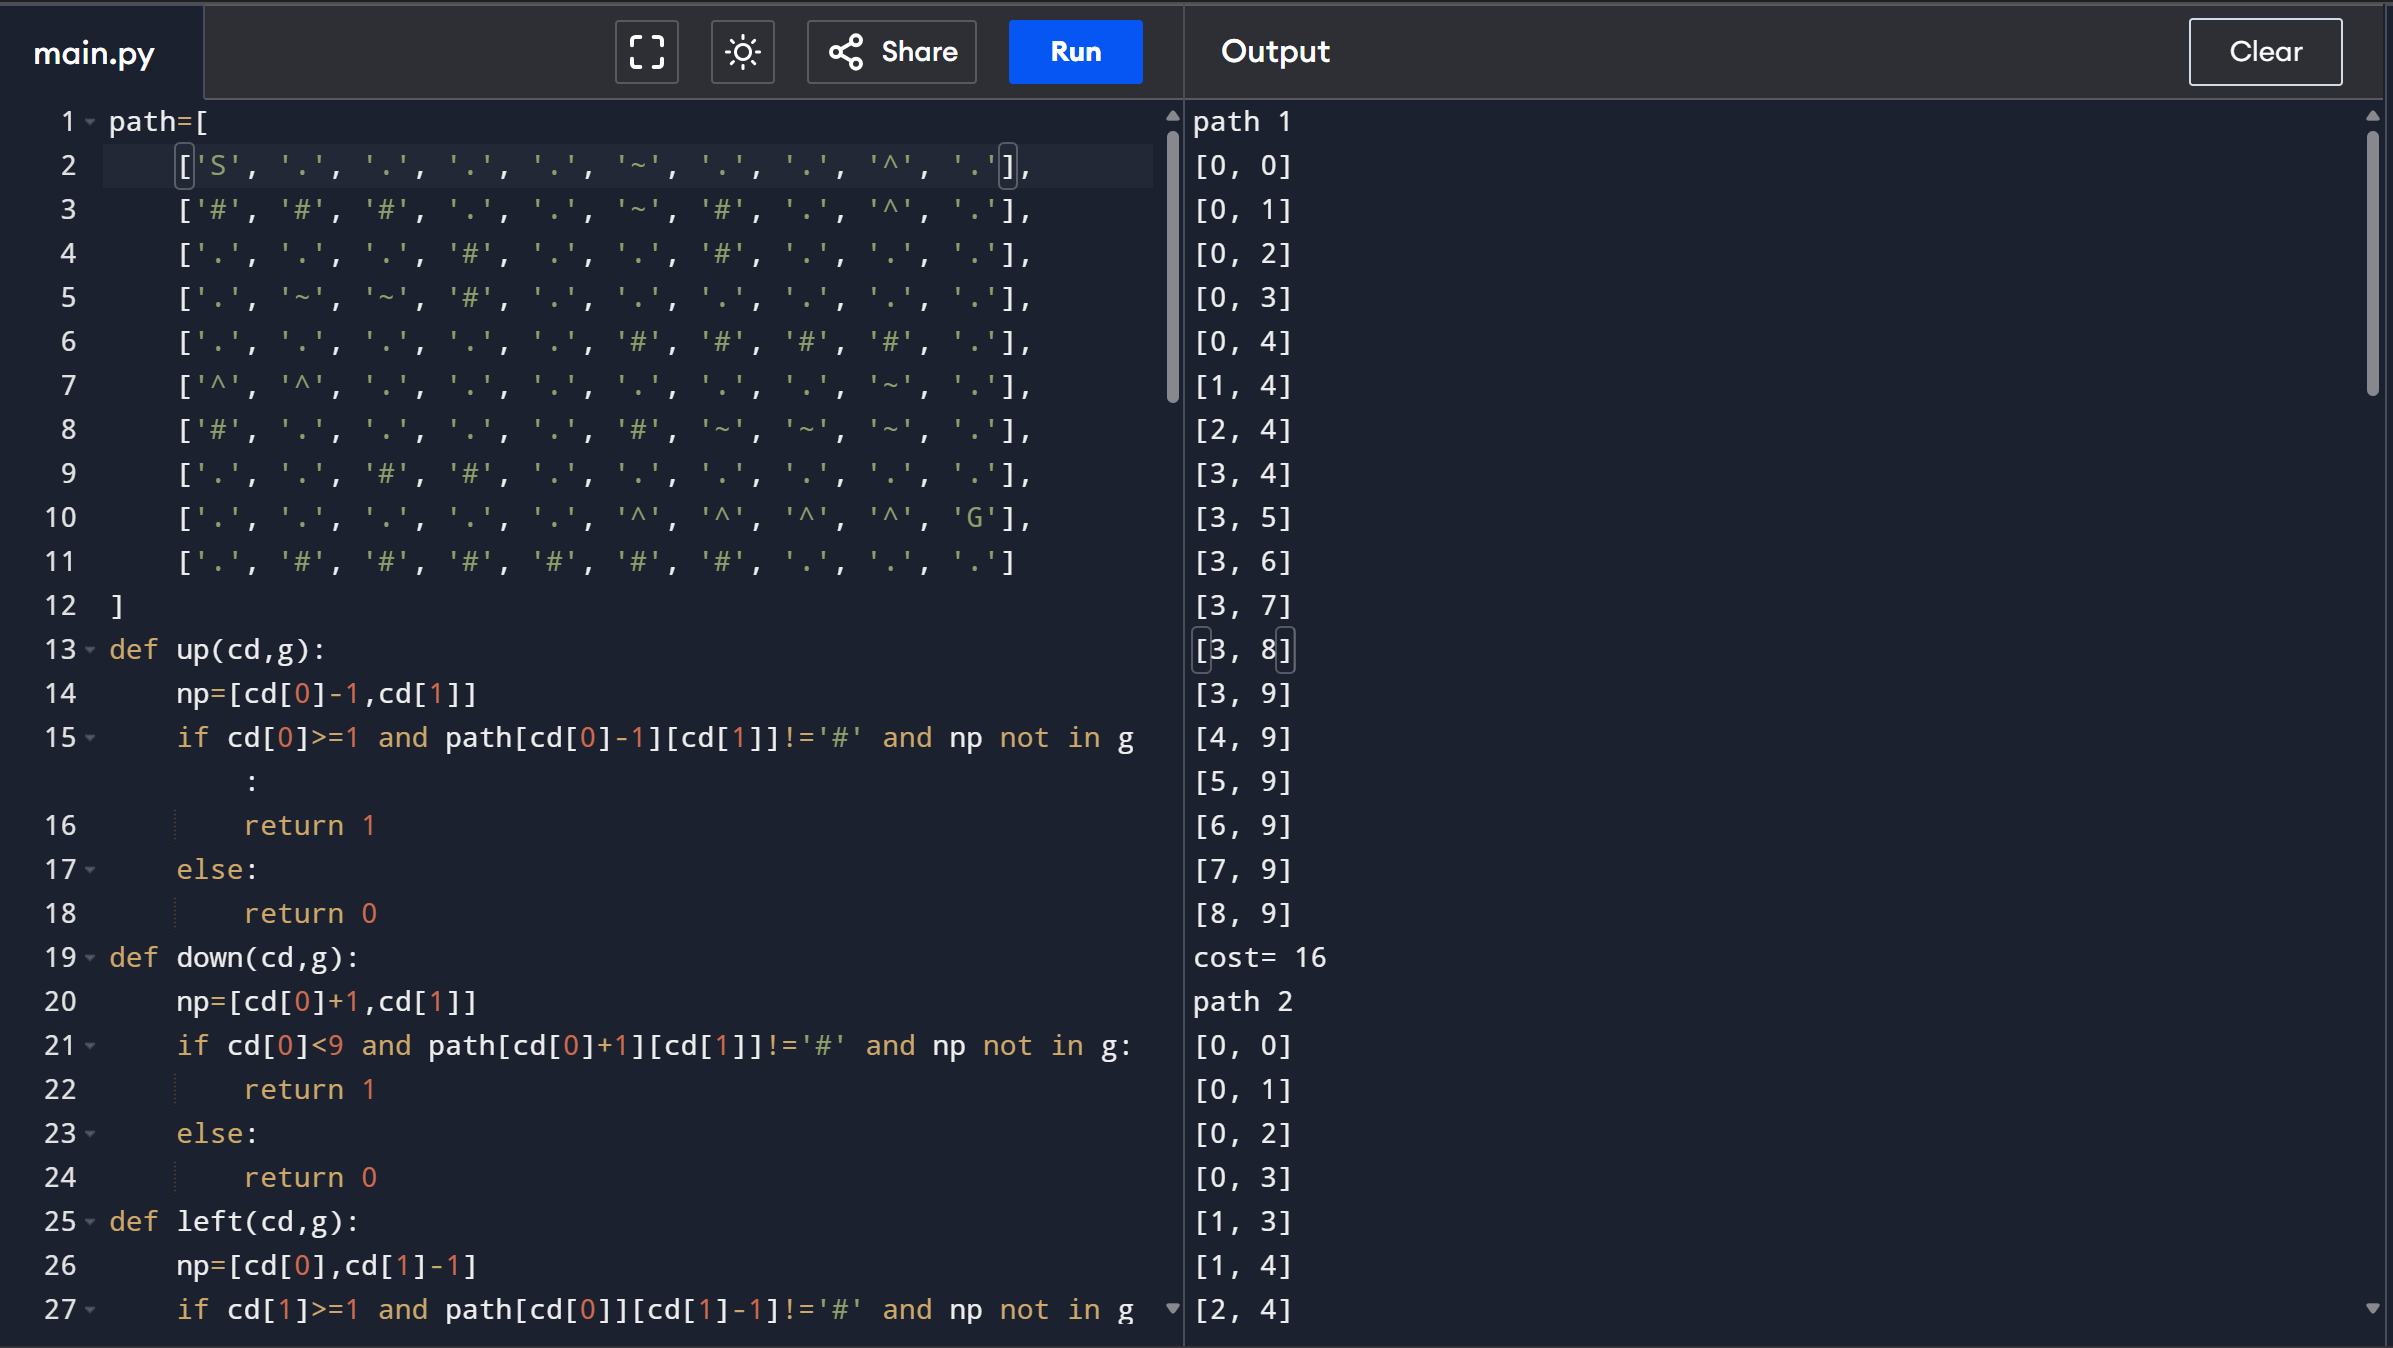 main.py
Share
Run
Output
Clear
1 path=[
2     ['S', '.', '.', '.', '.', '~', '.', '.', '^', '.'],
3     ['#', '#', '#', '.', '.', '~', '#', '.', '^', '.'],
4     ['.', '.', '.', '#', '.', '.', '#', '.', '.', '.'],
5     ['.', '~', '~', '#', '.', '.', '.', '.', '.', '.'],
6     ['.', '.', '.', '.', '.', '#', '#', '#', '#', '.'],
7     ['^', '^', '.', '.', '.', '.', '.', '.', '~', '.'],
8     ['#', '.', '.', '.', '.', '#', '~', '~', '~', '.'],
9     ['.', '.', '#', '#', '.', '.', '.', '.', '.', '.'],
10     ['.', '.', '.', '.', '.', '^', '^', '^', '^', 'G'],
11     ['.', '#', '#', '#', '#', '#', '#', '.', '.', '.']
12 ]
13 def up(cd,g):
14     np=[cd[0]-1,cd[1]]
15     if cd[0]>=1 and path[cd[0]-1][cd[1]]!='#' and np not in g
:
16         return 1
17     else:
18         return 0
19 def down(cd,g):
20     np=[cd[0]+1,cd[1]]
21     if cd[0]<9 and path[cd[0]+1][cd[1]]!='#' and np not in g:
22         return 1
23     else:
24         return 0
25 def left(cd,g):
26     np=[cd[0],cd[1]-1]
27     if cd[1]>=1 and path[cd[0]][cd[1]-1]!='#' and np not in g
path 1
[0, 0]
[0, 1]
[0, 2]
[0, 3]
[0, 4]
[1, 4]
[2, 4]
[3, 4]
[3, 5]
[3, 6]
[3, 7]
[3, 8]
[3, 9]
[4, 9]
[5, 9]
[6, 9]
[7, 9]
[8, 9]
cost= 16
path 2
[0, 0]
[0, 1]
[0, 2]
[0, 3]
[1, 3]
[1, 4]
[2, 4]